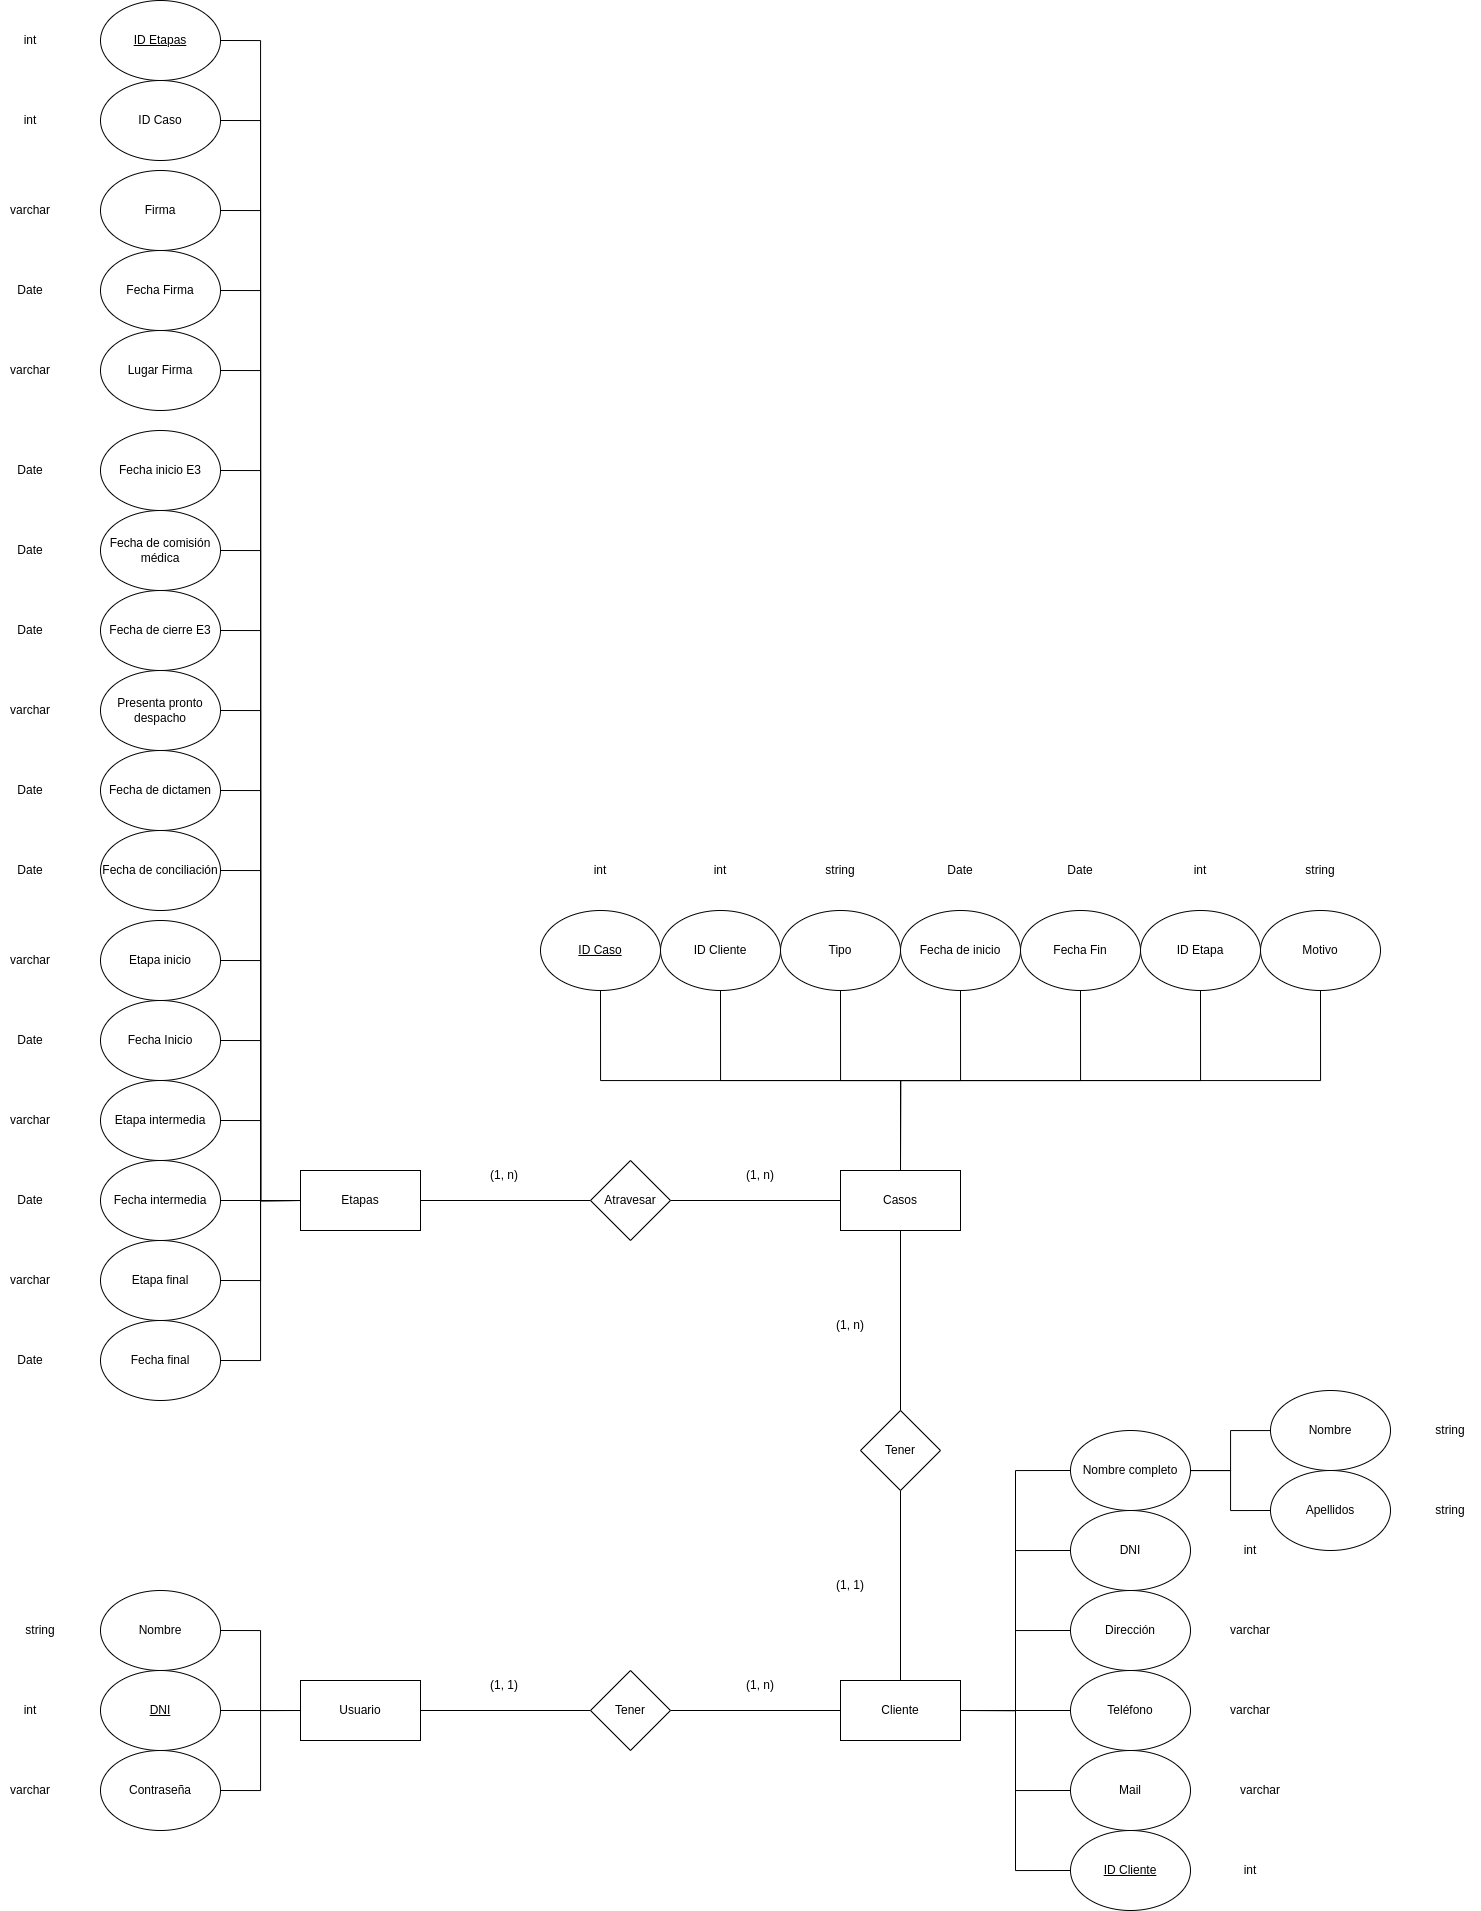 int
ID Etapas
int
ID Caso
varchar
Firma
Date
Fecha Firma
varchar
Lugar Firma
Date
Fecha inicio E3
Date
Fecha de comisión
médica
Date
Fecha de cierre E3
varchar
Presenta pronto
despacho
Date
Fecha de dictamen
Date
Fecha de conciliación
varchar
Etapa inicio
Date
Fecha Inicio
varchar
Etapa intermedia
Date
Fecha intermedia
varchar
Etapa final
Date
Fecha final
Etapas
(1, n)
Atravesar
(1, n)
Casos
int
int
string
Date
Date
int
string
ID Caso
ID Cliente
Tipo
Fecha de inicio
Fecha Fin
ID Etapa
Motivo
(1, n)
Tener
(1, 1)
string
Nombre
int
DNI
varchar
Contraseña
Usuario
(1, 1)
Tener
(1, n)
Cliente
Nombre completo
Nombre
string
Apellidos
string
DNI
int
Dirección
varchar
Teléfono
varchar
Mail
varchar
ID Cliente
int